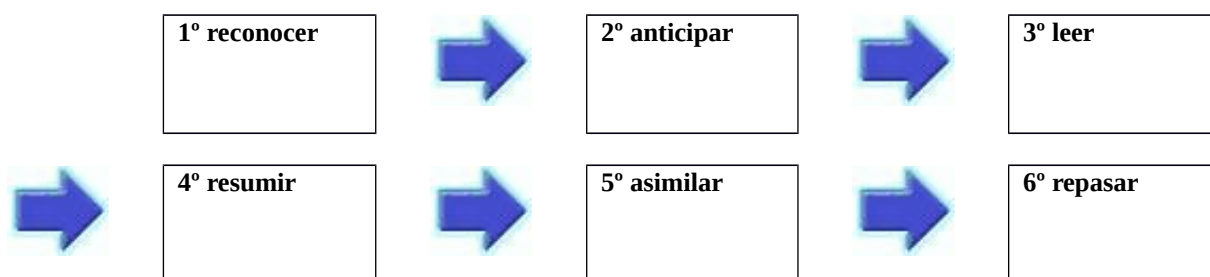 1º reconocer
2º anticipar
3º leer
4º resumir
5º asimilar
6º repasar